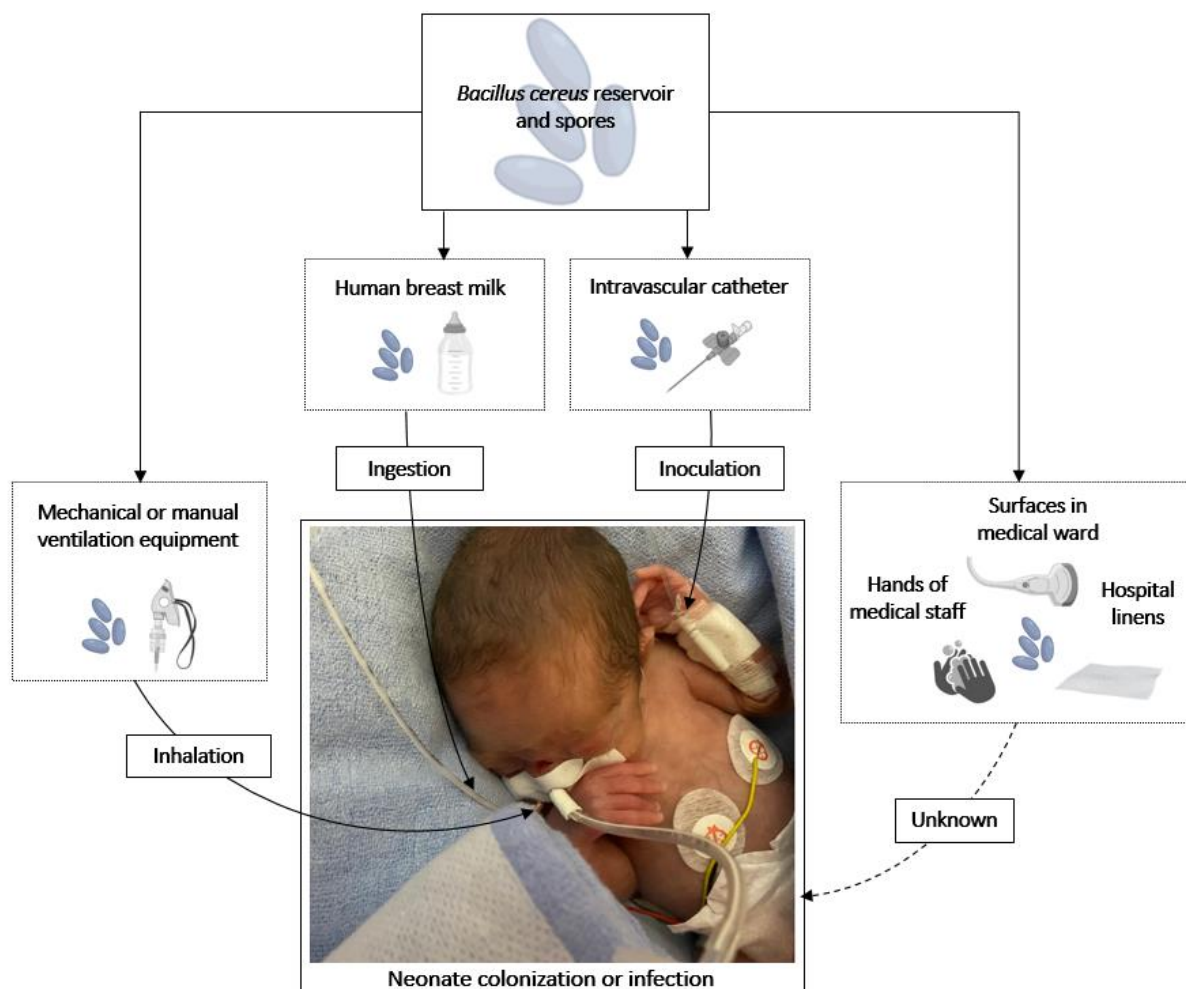 Bacillus cereus reservoir
and spores
Human breast milk
Intravascular catheter
Ingestion
Inoculation
Mechanical or manual
ventilation equipment
Surfaces in
medical ward
Hands of
medical staff
Hospital
linens
Inhalation
Unknown
Neonate colonization or infection